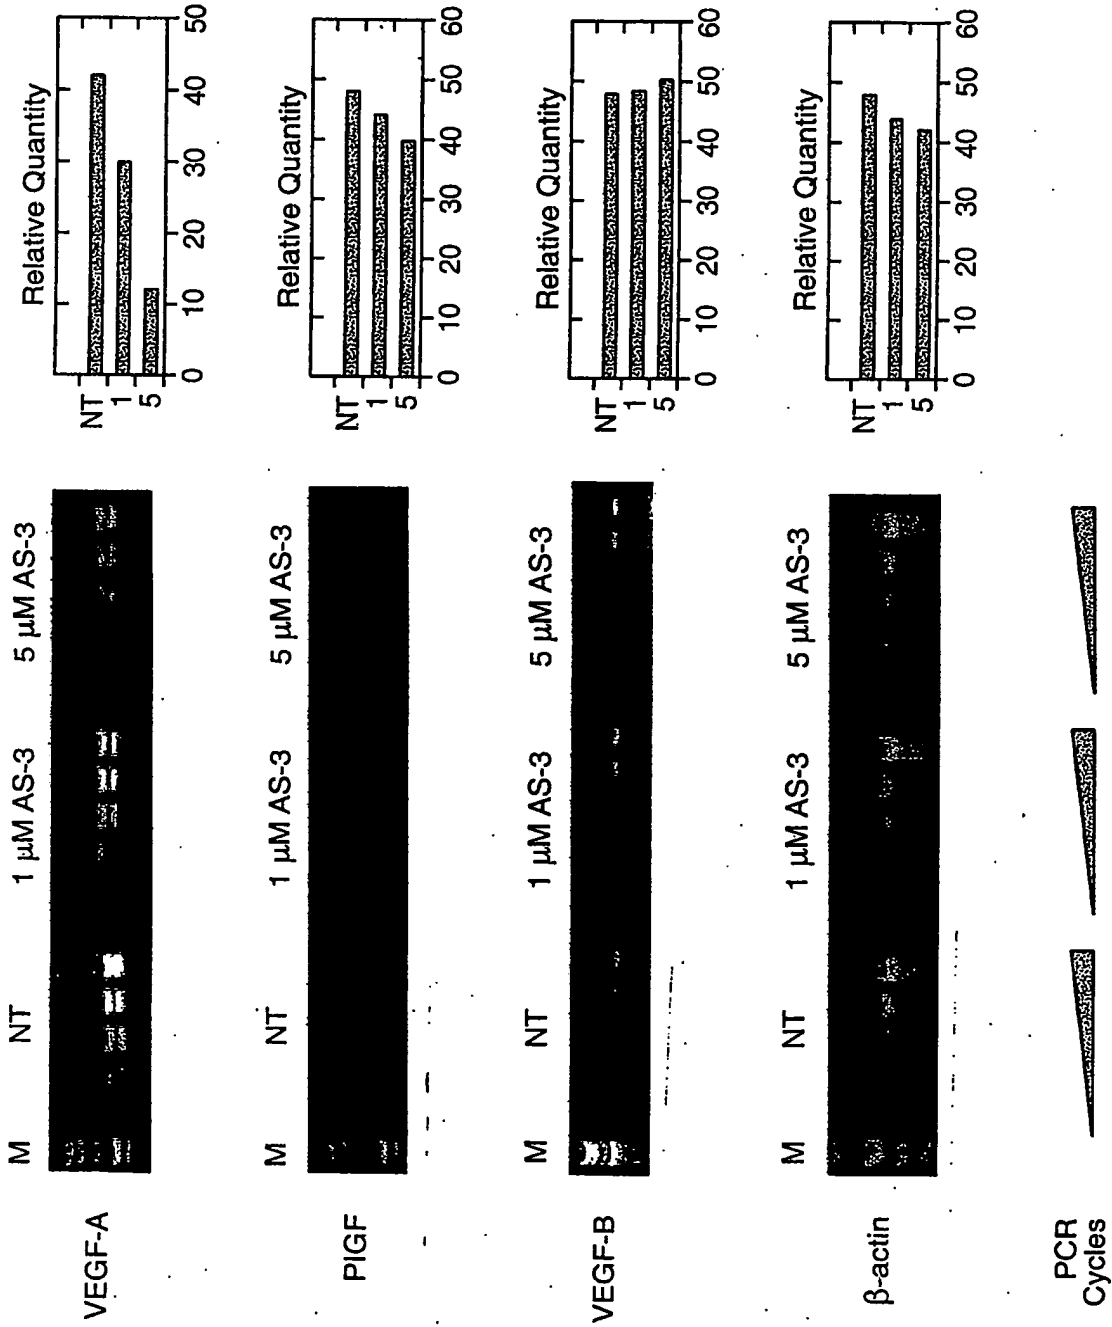 M NT 1 µM AS-3 5 µM AS-3
VEGF-A
Relative Quantity
NT
1
5
0 10 20 30 40 50
M NT 1 µM AS-3 5 µM AS-3
PlGF
Relative Quantity
NT
1
5
0 10 20 30 40 50 60
M NT 1 µM AS-3 5 µM AS-3
VEGF-B
Relative Quantity
NT
1
5
0 10 20 30 40 50 60
M NT 1 µM AS-3 5 µM AS-3
β-actin
Relative Quantity
NT
1
5
0 10 20 30 40 50 60
PCR
Cycles